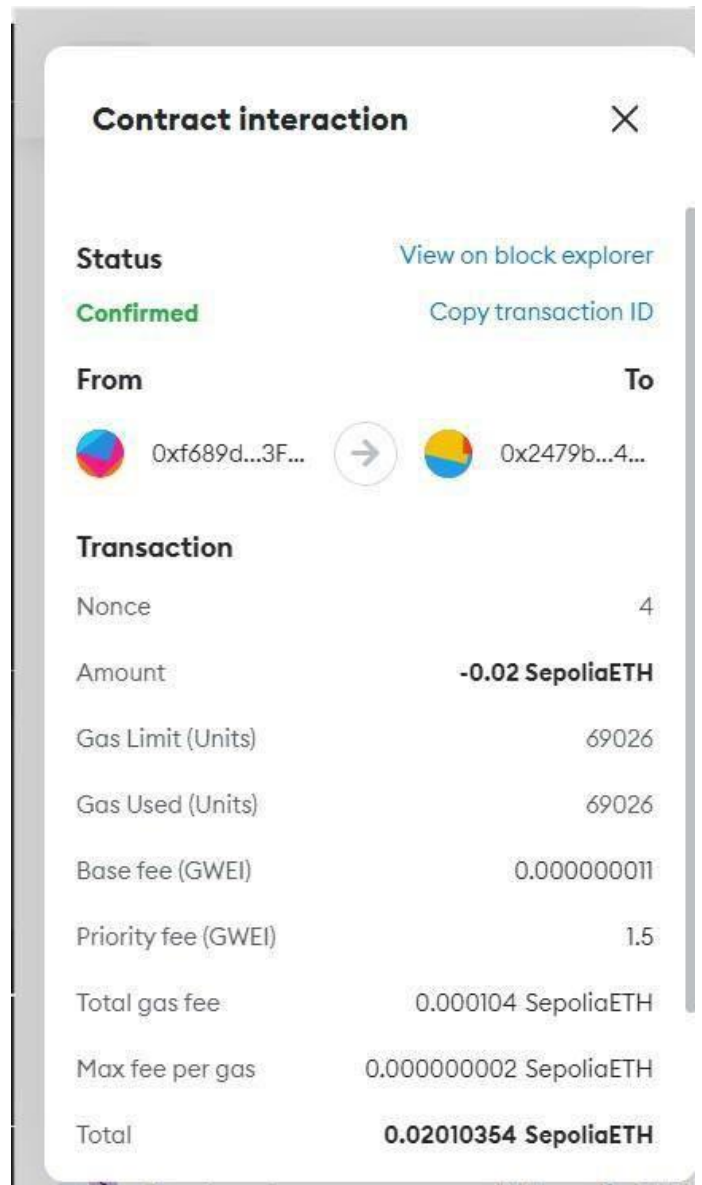 Contract interaction
Status View on block explorer
Confirmed Copy transaction ID
From To
0xf689d...3F... 0x2479b...4...
Transaction
Nonce 4
Amount -0.02 SepoliaETH
Gas Limit (Units) 69026
Gas Used (Units) 69026
Base fee (GWEI) 0.000000011
Priority fee (GWEI) 1.5
Total gas fee 0.000104 SepoliaETH
Max fee per gas 0.000000002 SepoliaETH
Total 0.02010354 SepoliaETH